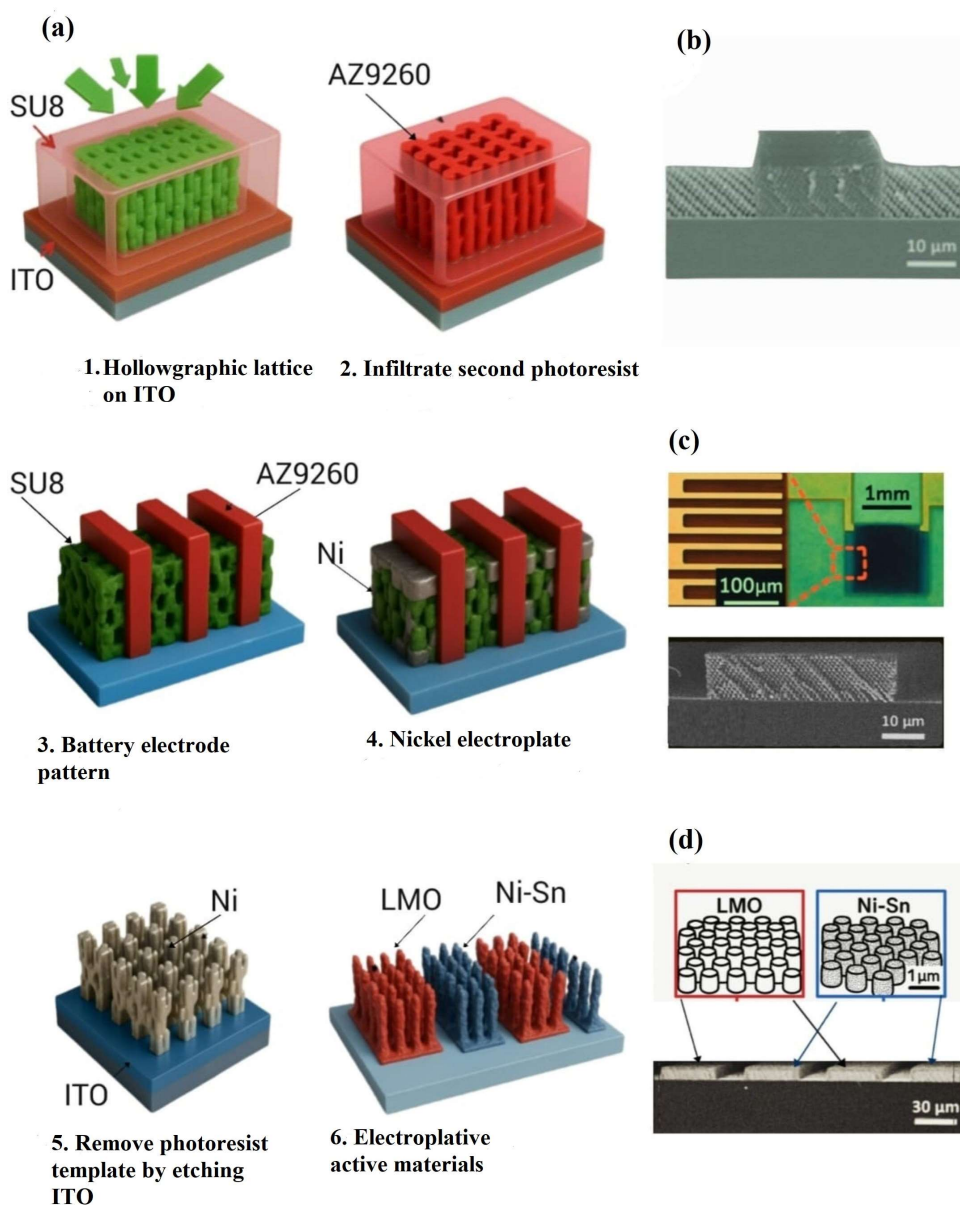 (a)
SU8
ITO
1. Hollowgraphic lattice
on ITO
AZ9260
2. Infiltrate second photoresist
(b)
10 μm
SU8
AZ9260
3. Battery electrode
pattern
Ni
4. Nickel electroplate
(c)
1mm
100μm
10 μm
Ni
ITO
5. Remove photoresist
template by etching
ITO
LMO
Ni-Sn
6. Electroplative
active materials
(d)
LMO
Ni-Sn
1μm
30 μm